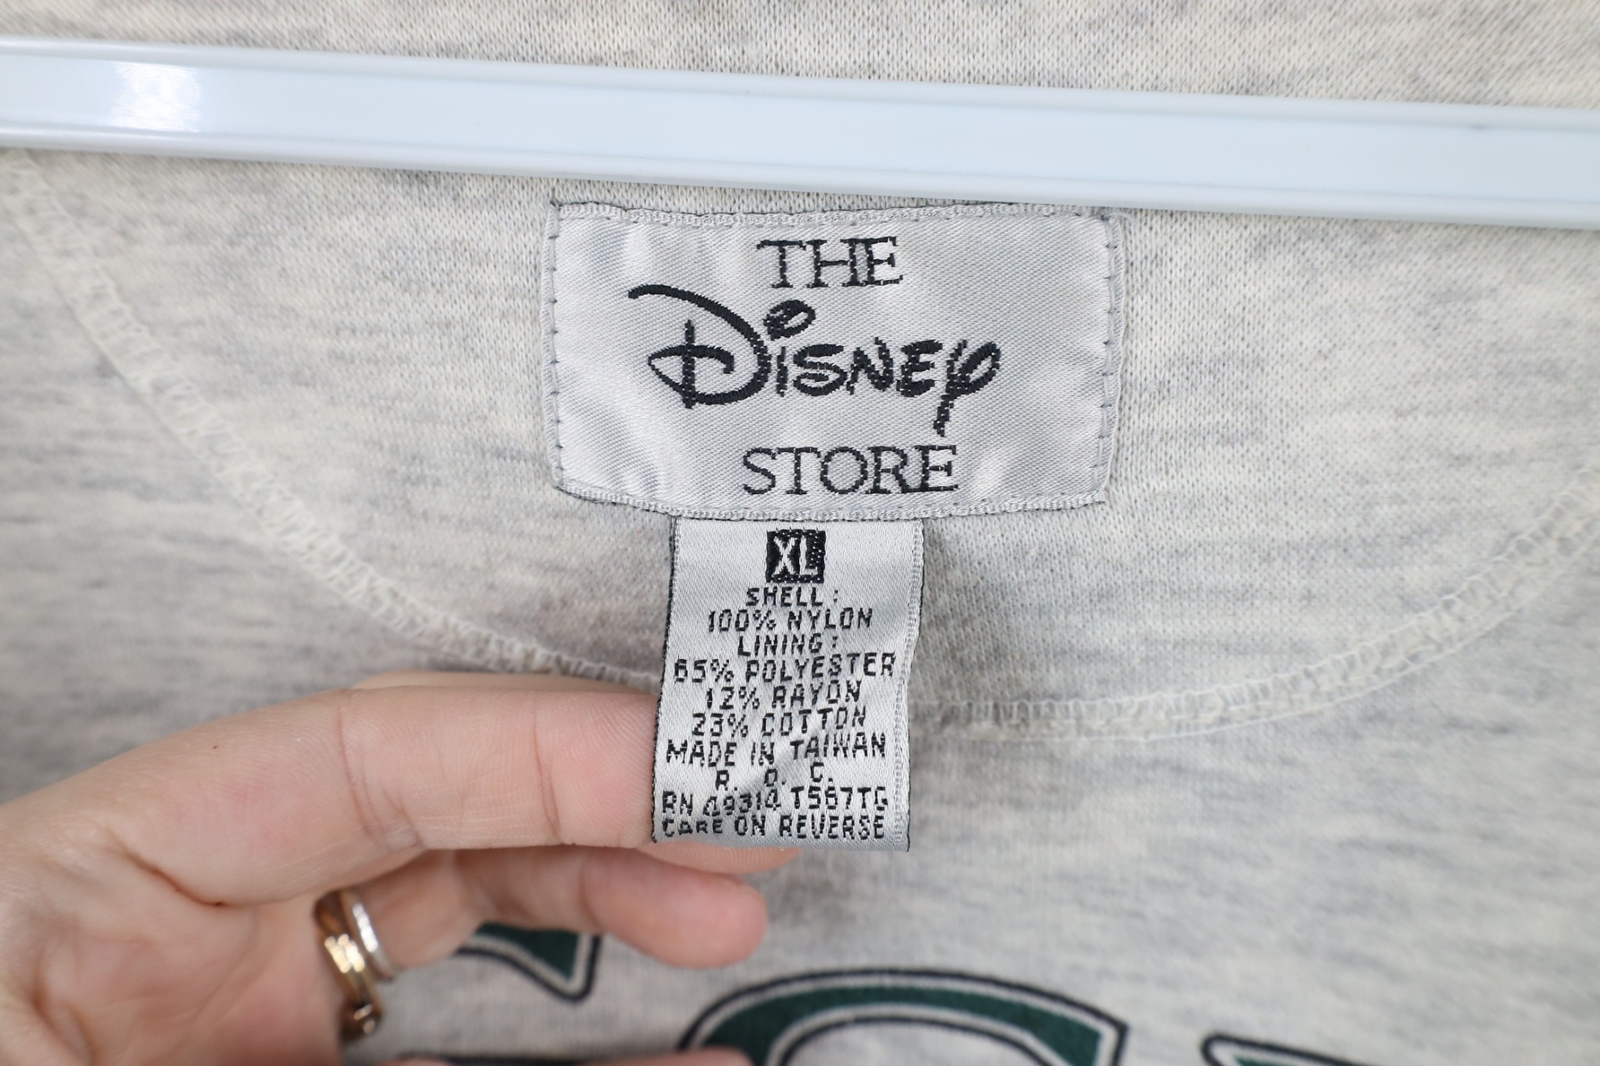 THE
Disney
STORE
XL
SHELL:
100% NYLON
LINING:
65% POLYESTER
12% RAYON
23% COTTON
MADE IN TAIWAN
R. O. C.
RN 49314 T567TG
CARE ON REVERSE